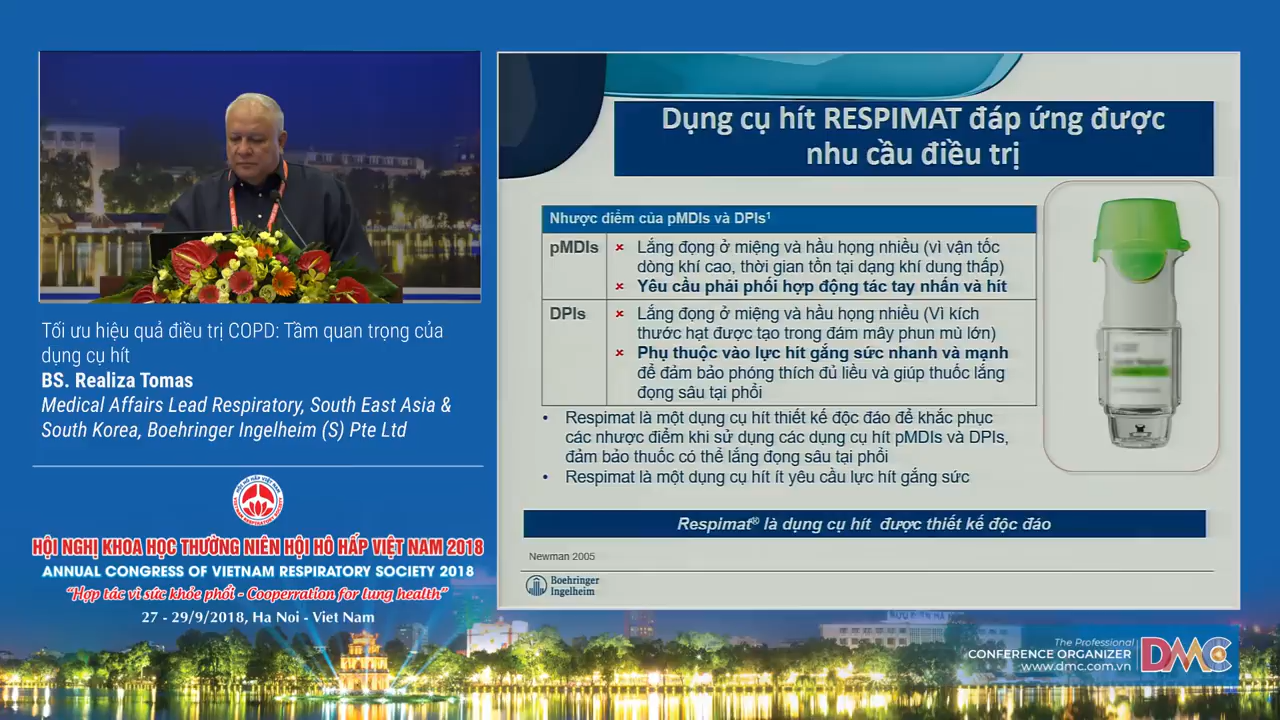 Tối ưu hiệu quả điều trị COPD: Tầm quan trọng của
dụng cụ hít
BS. Realiza Tomas
Medical Affairs Lead Respiratory, South East Asia &
South Korea, Boehringer Ingelheim (S) Pte Ltd
HỘI NGHỊ KHOA HỌC THƯỜNG NIÊN HỘI HÔ HẤP VIỆT NAM 2018
ANNUAL CONGRESS OF VIETNAM RESPIRATORY SOCIETY 2018
"Hợp tác vì sức khỏe phổi - Cooperration for lung health"
27 - 29/9/2018, Ha Noi - Viet Nam
Dụng cụ hít RESPIMAT đáp ứng được
nhu cầu điều trị
Nhược điểm của pMDIs và DPIs¹
pMDIs
× Lắng đọng ở miệng và hầu họng nhiều (vì vận tốc
dòng khí cao, thời gian tồn tại dạng khí dung thấp)
× Yêu cầu phải phối hợp động tác tay nhấn và hít
DPIs
× Lắng đọng ở miệng và hầu họng nhiều (Vì kích
thước hạt được tạo trong đám mây phun mù lớn)
× Phụ thuộc vào lực hít gắng sức nhanh và mạnh
để đảm bảo phóng thích đủ liều và giúp thuốc lắng
đọng sâu tại phổi
• Respimat là một dụng cụ hít thiết kế độc đáo để khắc phục
các nhược điểm khi sử dụng các dụng cụ hít pMDIs và DPIs,
đảm bảo thuốc có thể lắng đọng sâu tại phổi
• Respimat là một dụng cụ hít ít yêu cầu lực hít gắng sức
Respimat® là dụng cụ hít được thiết kế độc đáo
Newman 2005
Boehringer
Ingelheim
The Professional
CONFERENCE ORGANIZER
www.dmc.com.vn
DMC